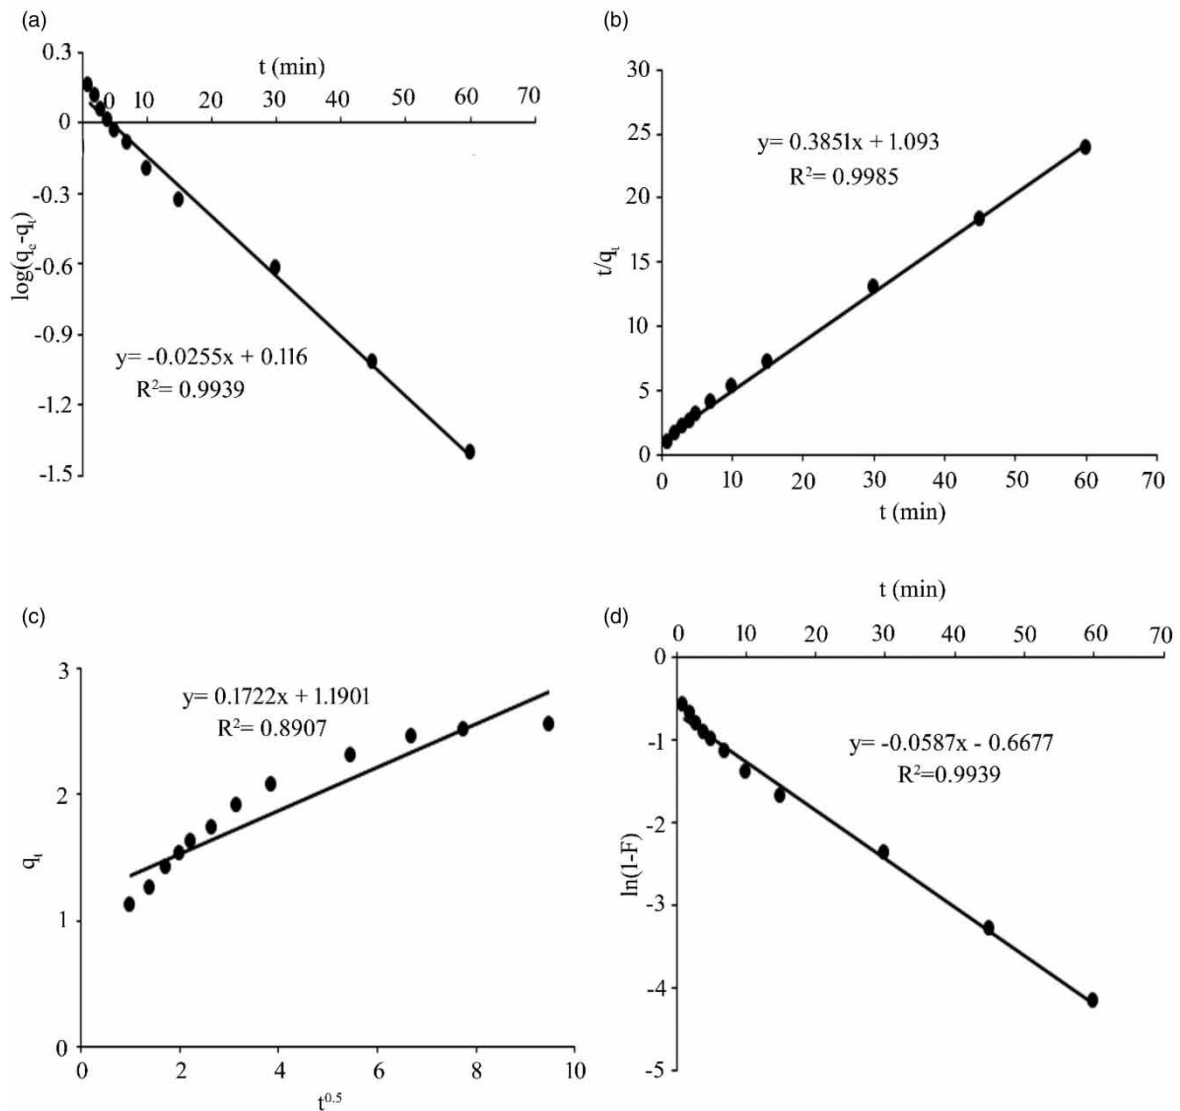 (a)
0.3
t (min)
0 10 20 30 40 50 60 70
0
-0.3
-0.6
-0.9
-1.2
-1.5
log(qe-qt)
y= -0.0255x + 0.116
R2= 0.9939
(b)
30
25
20
15
10
5
0
t/qt
y= 0.3851x + 1.093
R2= 0.9985
0 10 20 30 40 50 60 70
t (min)
(c)
3
2
1
0
qt
y= 0.1722x + 1.1901
R2= 0.8907
0 2 4 6 8 10
t0.5
(d)
t (min)
0 10 20 30 40 50 60 70
0
-1
-2
-3
-4
-5
ln(1-F)
y= -0.0587x - 0.6677
R2=0.9939